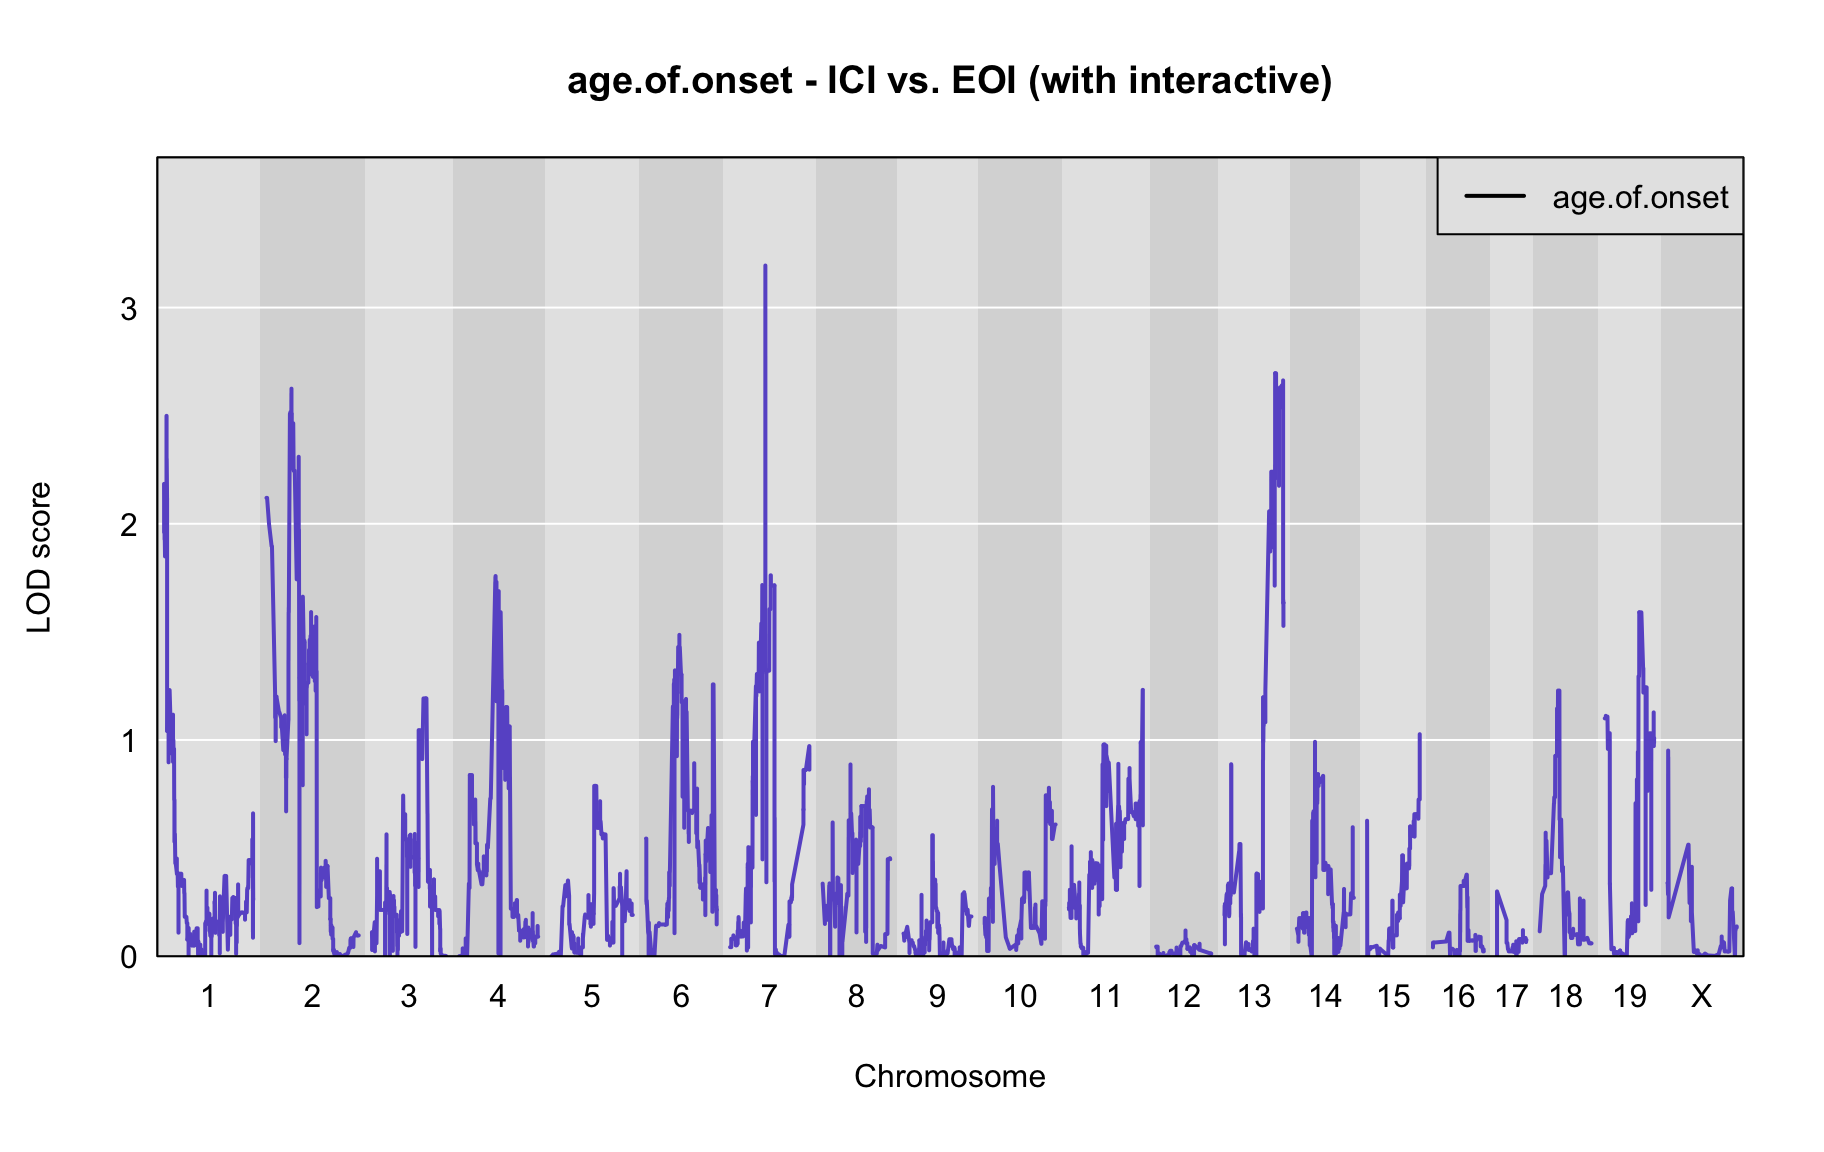 age.of.onset - ICI vs. EOI (with interactive)
age.of.onset
LOD score
3
2
1
0
1 2 3 4 5 6 7 8 9 10 11 12 13 14 15 16 17 18 19 X
Chromosome